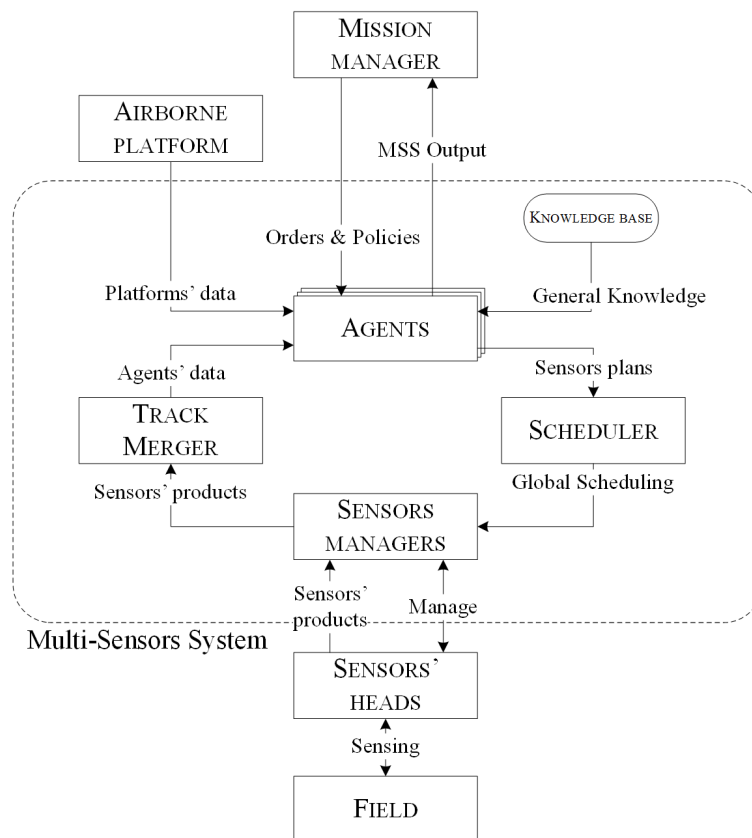 MISSION
MANAGER
AIRBORNE
PLATFORM
MSS Output
KNOWLEDGE BASE
Orders & Policies
Platforms’ data
General Knowledge
AGENTS
Agents’ data
Sensors plans
TRACK
MERGER
SCHEDULER
Sensors’ products
Global Scheduling
SENSORS
MANAGERS
Sensors’
products
Manage
Multi-Sensors System
SENSORS’
HEADS
Sensing
FIELD